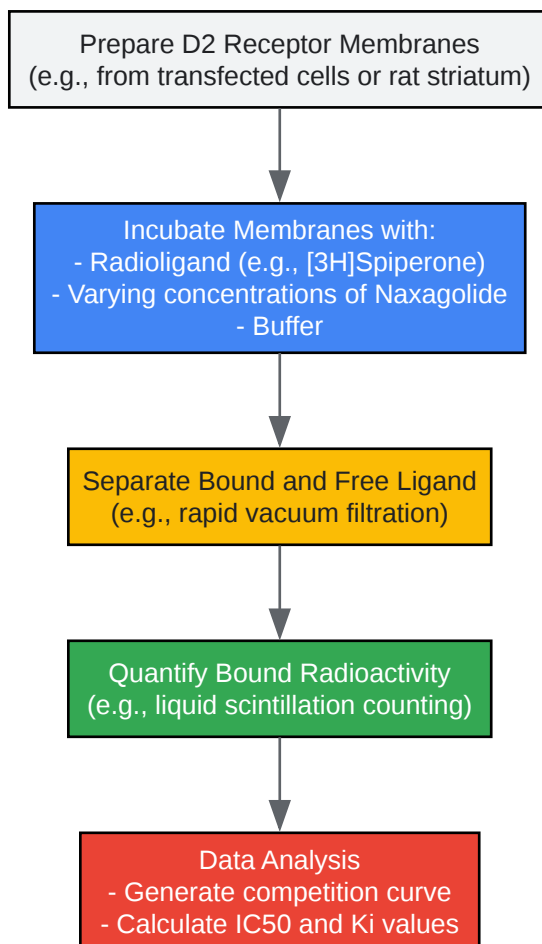 Prepare D2 Receptor Membranes
(e.g., from transfected cells or rat striatum)
Incubate Membranes with:
- Radioligand (e.g., [3H]Spiperone)
- Varying concentrations of Naxagolide
- Buffer
Separate Bound and Free Ligand
(e.g., rapid vacuum filtration)
Quantify Bound Radioactivity
(e.g., liquid scintillation counting)
Data Analysis
- Generate competition curve
- Calculate IC50 and Ki values